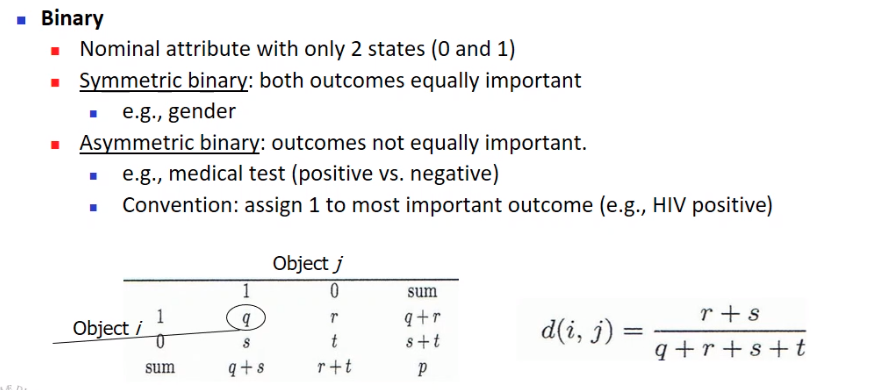 Binary
Nominal attribute with only 2 states (0 and 1)
Symmetric binary: both outcomes equally important
e.g., gender
Asymmetric binary: outcomes not equally important.
e.g., medical test (positive vs. negative)
Convention: assign 1 to most important outcome (e.g., HIV positive)
Object j
1 0 sum
Object i 1 q r q+r
0 s t s+t
sum q+s r+t p
d(i, j) = r + s / q + r + s + t